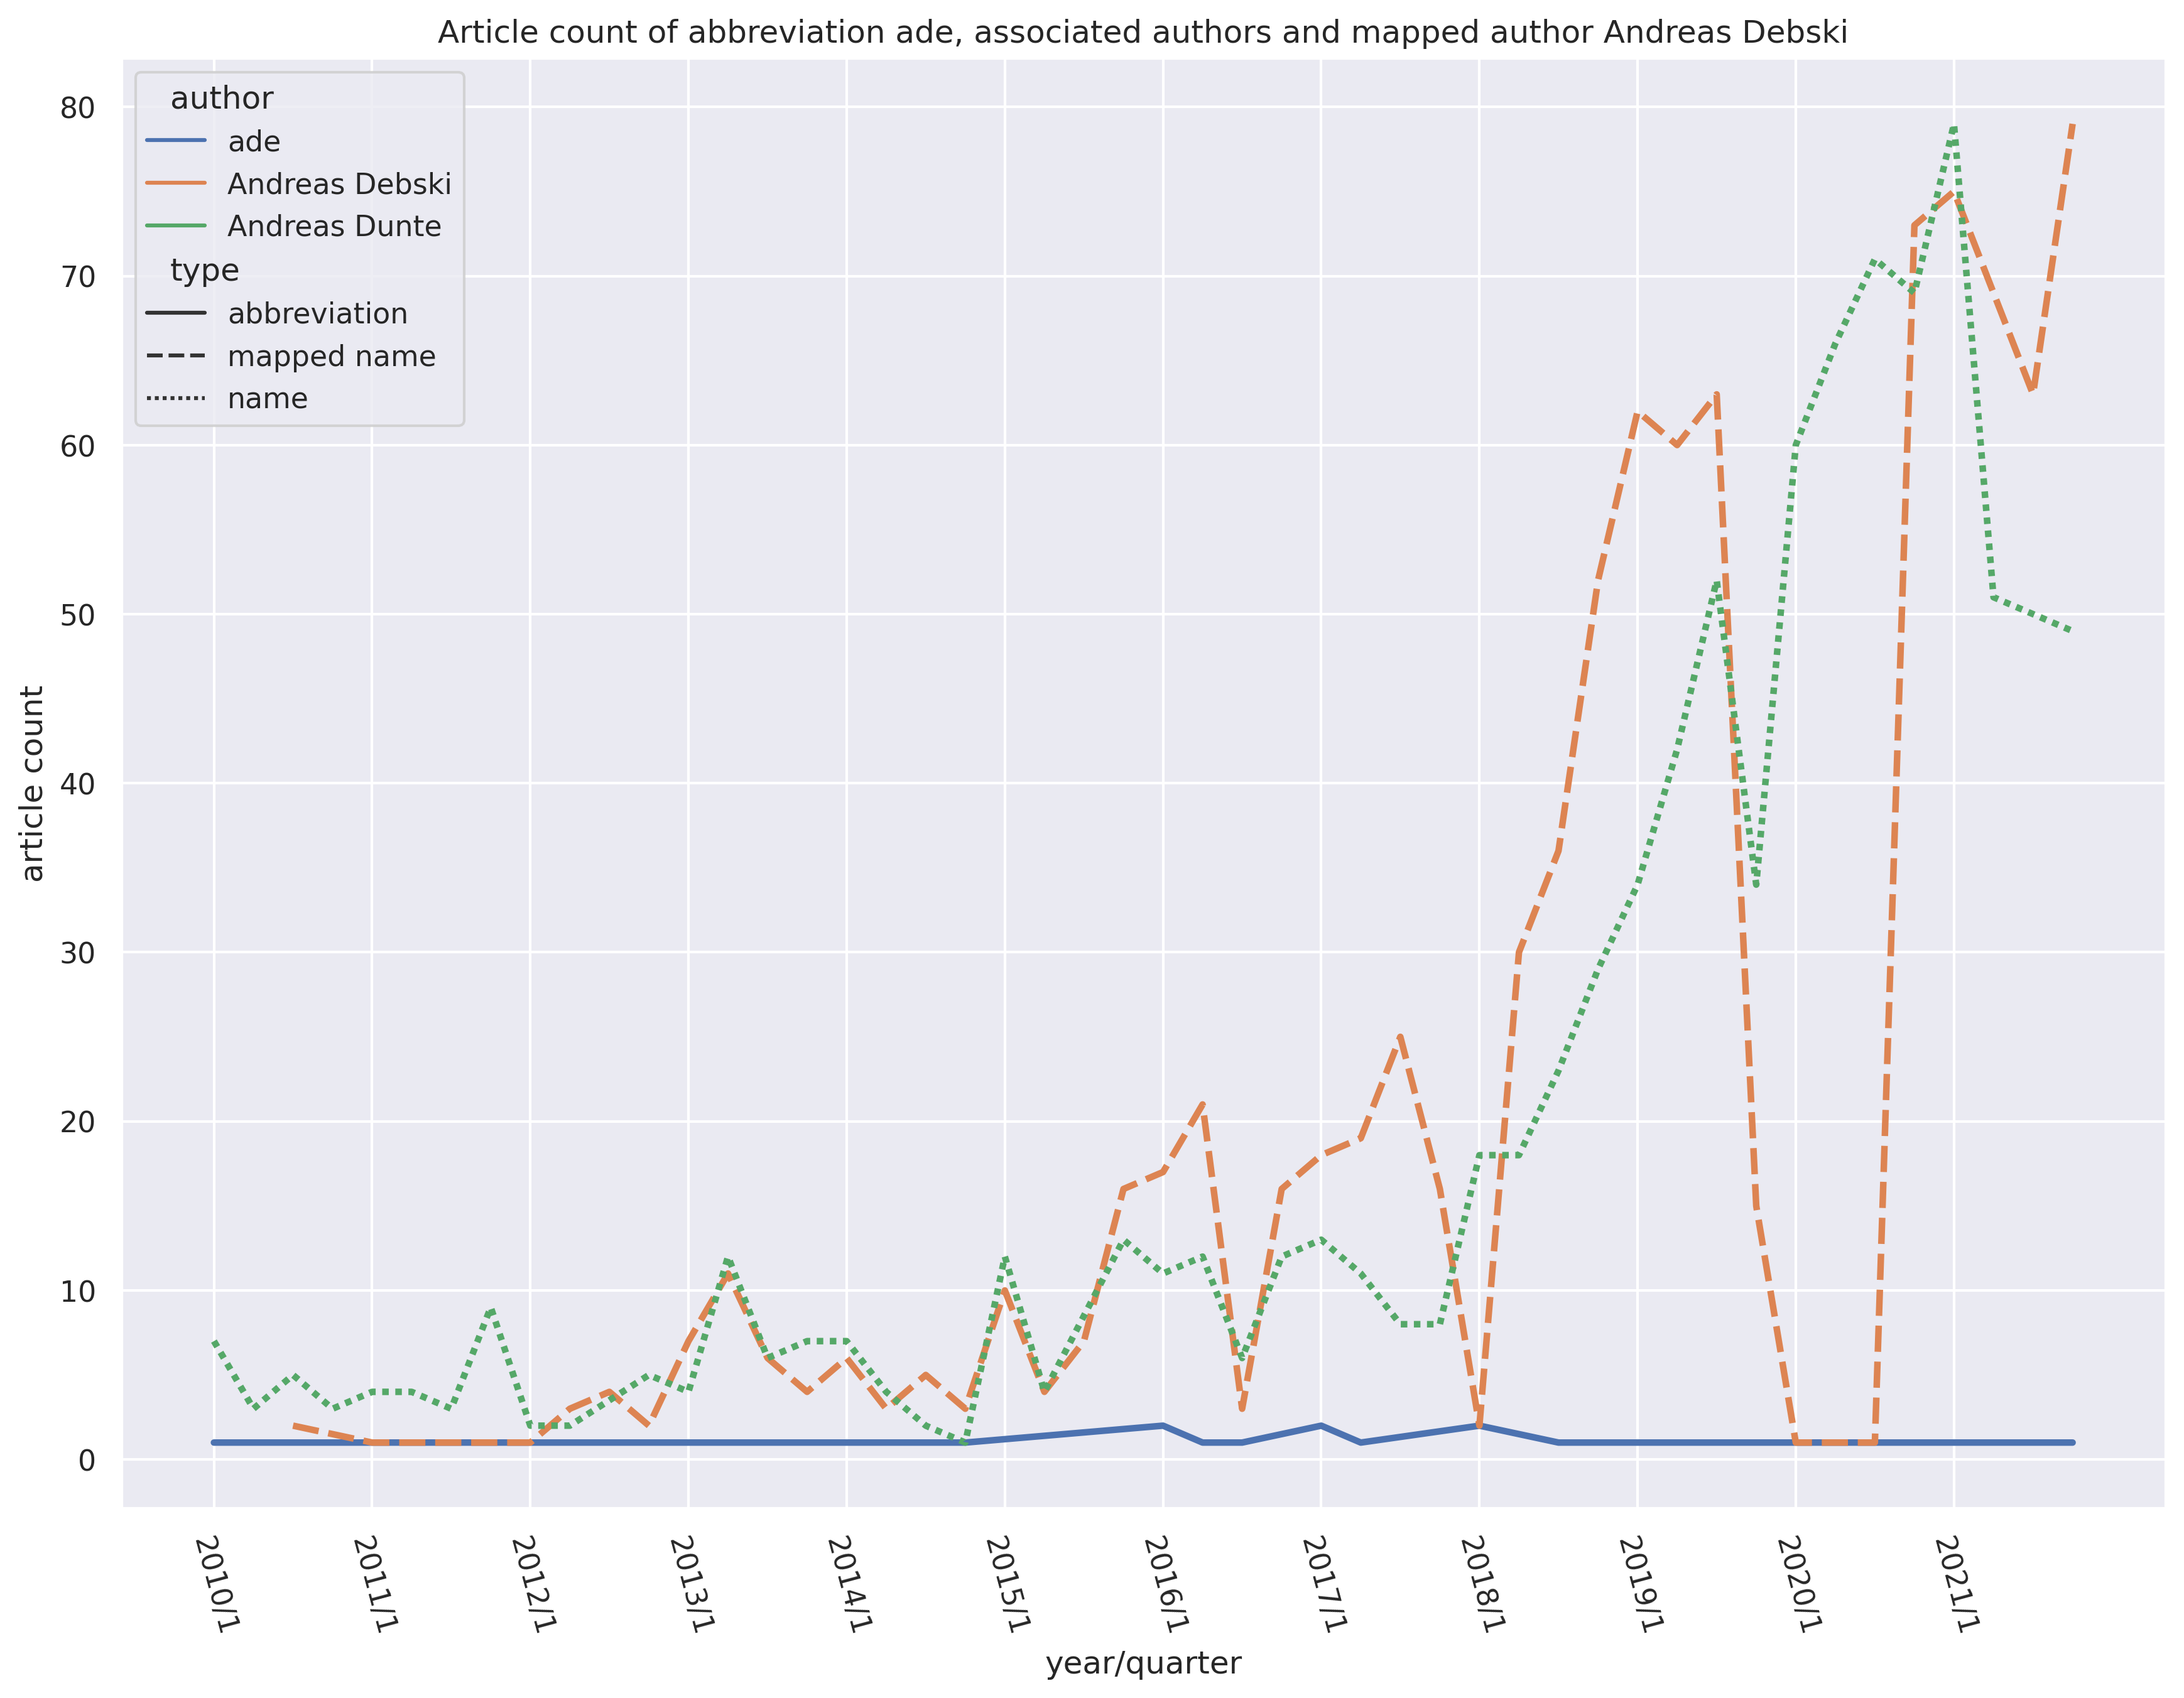 Article count of abbreviation ade, associated authors and mapped author Andreas Debski
author
ade
Andreas Debski
Andreas Dunte
type
abbreviation
mapped name
name
article count
80
70
60
50
40
30
20
10
0
2010/1
2011/1
2012/1
2013/1
2014/1
2015/1
2016/1
2017/1
2018/1
2019/1
2020/1
2021/1
year/quarter